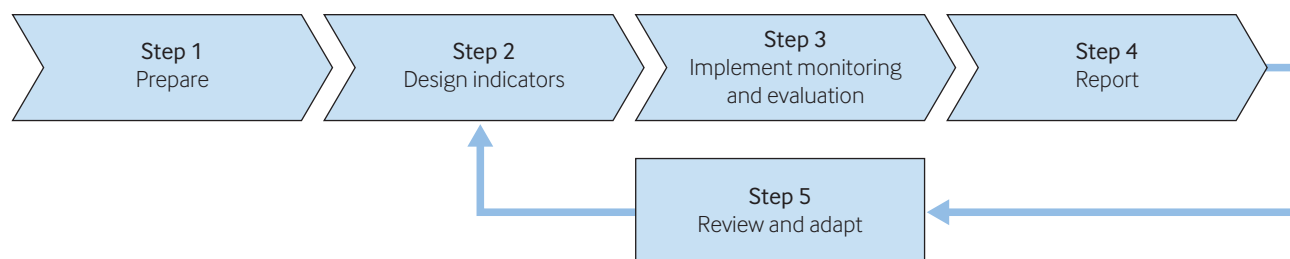 Step 1
Prepare
Step 2
Design indicators
Step 3
Implement monitoring
and evaluation
Step 4
Report
Step 5
Review and adapt